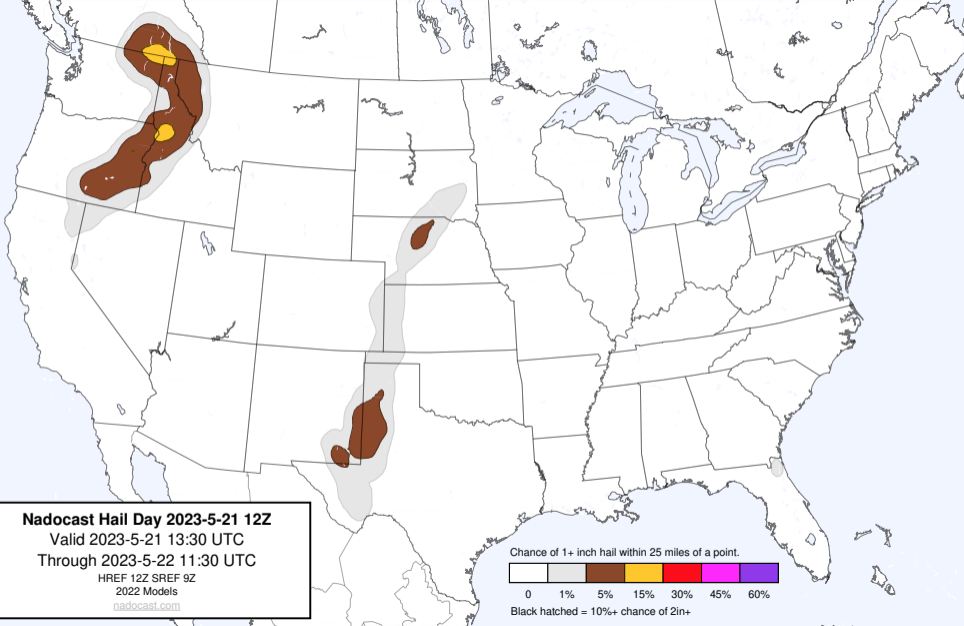 Nadocast Hail Day 2023-5-21 12Z
Valid 2023-5-21 13:30 UTC
Through 2023-5-22 11:30 UTC
HREF 12Z SREF 9Z
2022 Models
nadocast.com
Chance of 1+ inch hail within 25 miles of a point.
0 1% 5% 15% 30% 45% 60%
Black hatched = 10%+ chance of 2in+